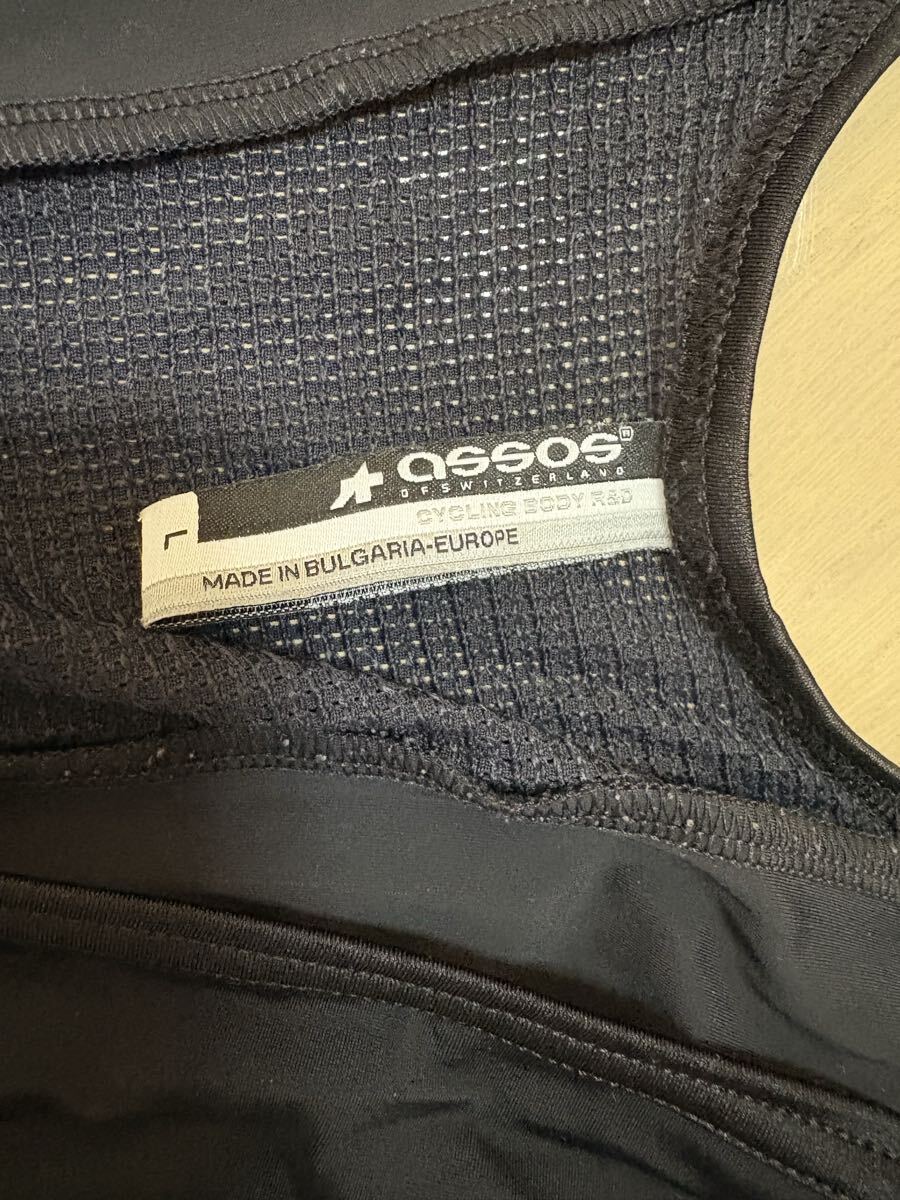 assos®
OF SWITZERLAND
CYCLING BODY R&D
L
MADE IN BULGARIA-EUROPE